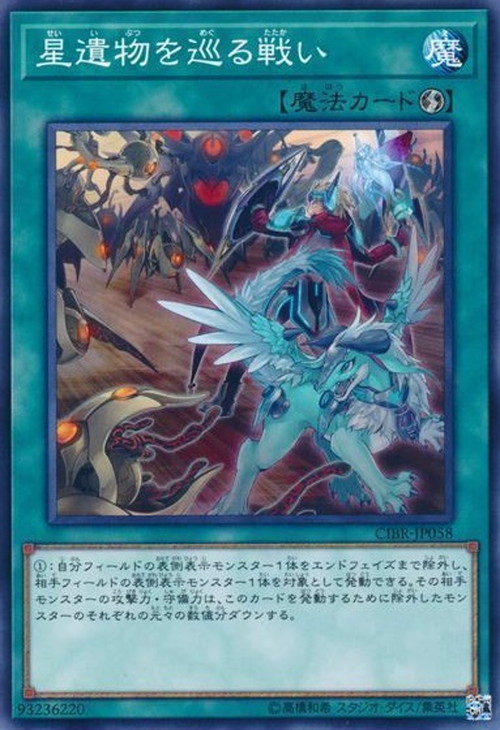 星遺物を巡る戦い
魔
【魔法カード】
CIBR-JP058
①：自分フィールドの表側表示モンスター1体をエンドフェイズまで除外し、
相手フィールドの表側表示モンスター1体を対象として発動できる。その相手
モンスターの攻撃力・守備力は、このカードを発動するために除外したモン
スターのそれぞれの元々の数値分ダウンする。
93236220
©高橋和希 スタジオ・ダイス/集英社